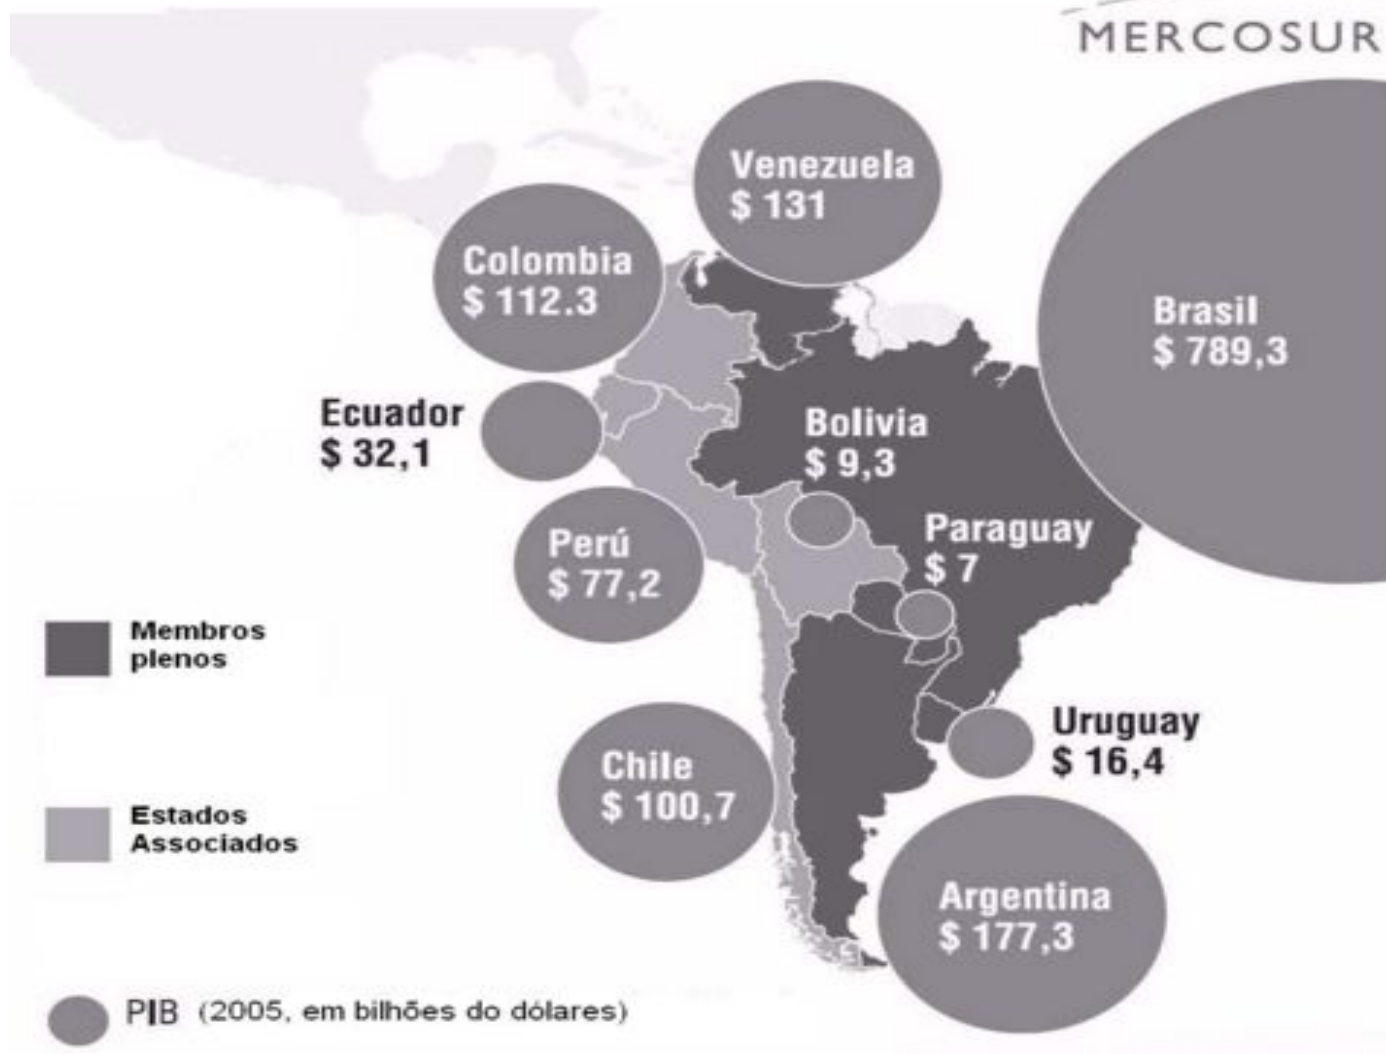 MERCOSUR
Venezuela
$ 131
Colombia
$ 112.3
Brasil
$ 789,3
Ecuador
$ 32,1
Bolivia
$ 9,3
Perú
$ 77,2
Paraguay
$ 7
Membros
plenos
Uruguay
$ 16,4
Chile
$ 100,7
Estados
Associados
Argentina
$ 177,3
PIB (2005, em bilhões do dólares)